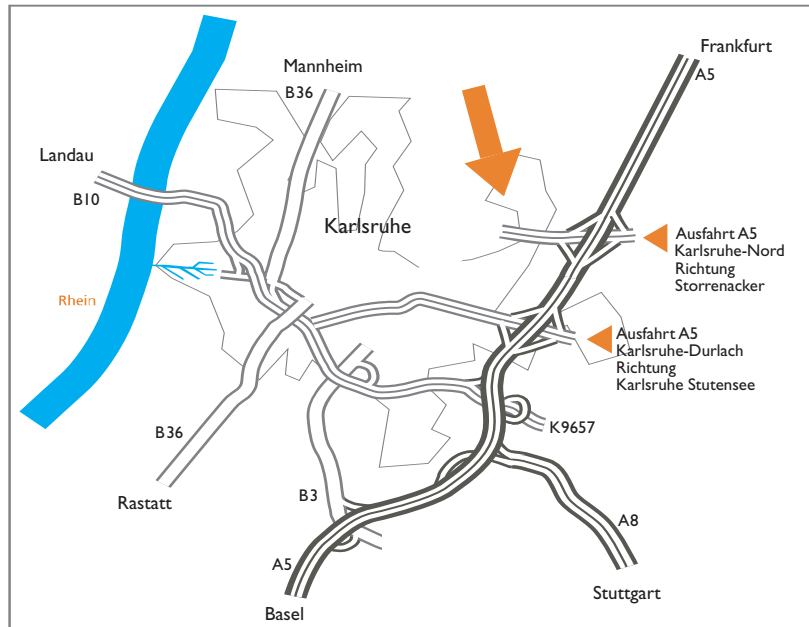 Frankfurt
A5
Mannheim
B36
Landau
B10
Karlsruhe
Ausfahrt A5
Karlsruhe-Nord
Richtung
Storrenacker
Rhein
Ausfahrt A5
Karlsruhe-Durlach
Richtung
Karlsruhe Stutensee
B36
K9657
Rastatt
B3
A8
A5
Stuttgart
Basel